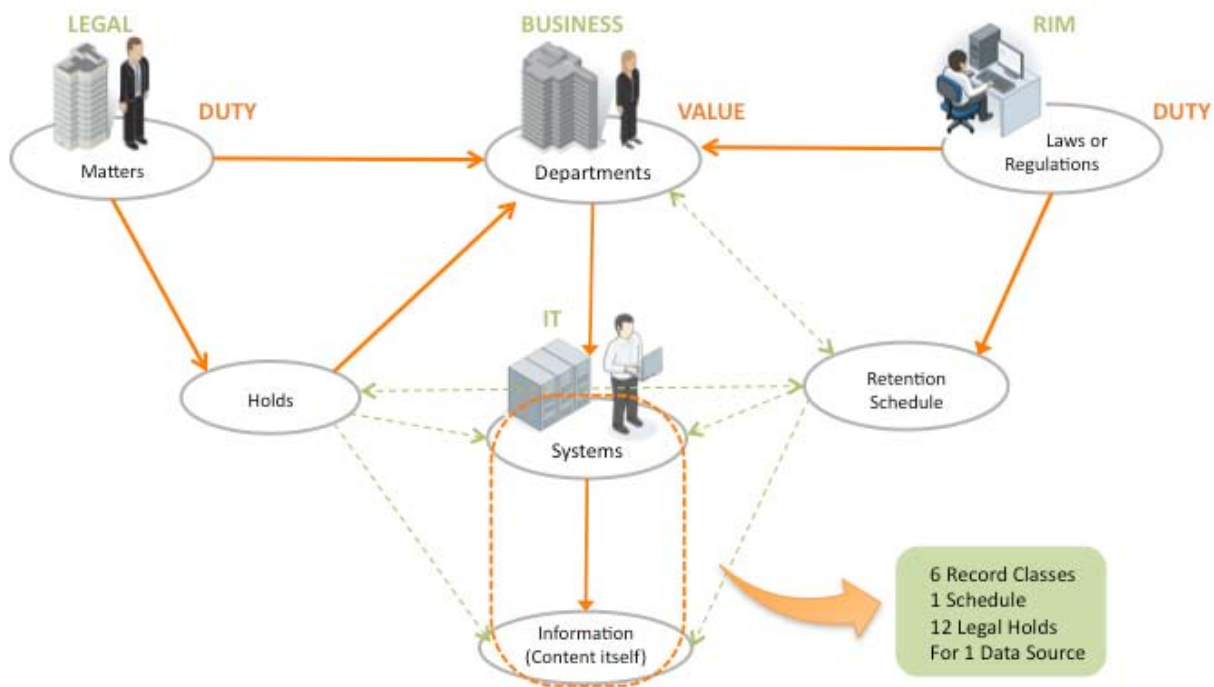 LEGAL
BUSINESS
RIM
DUTY
VALUE
DUTY
Matters
Departments
Laws or
Regulations
IT
Holds
Retention
Schedule
Systems
Information
(Content itself)
6 Record Classes
1 Schedule
12 Legal Holds
For 1 Data Source